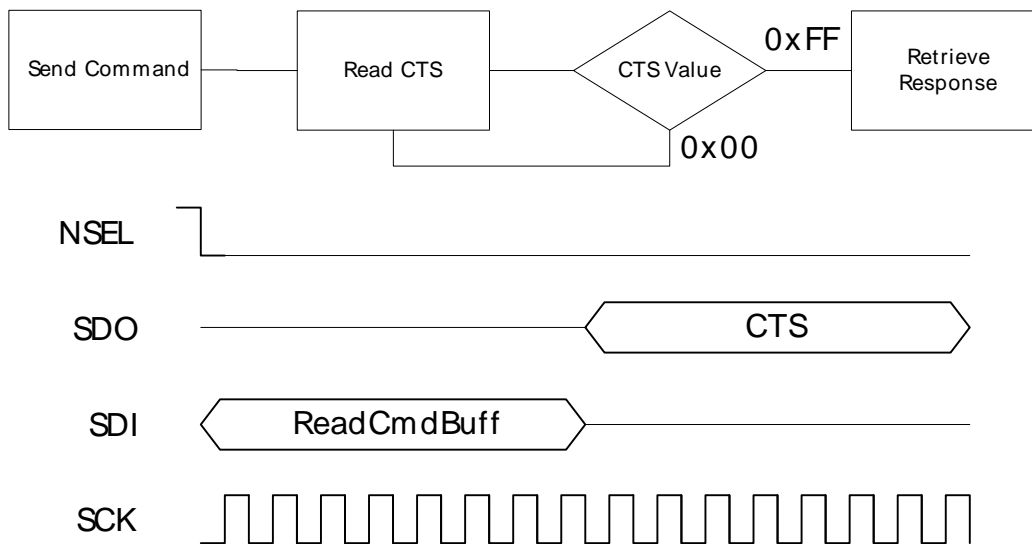 Send Command
Read CTS
CTS Value
0xFF
Retrieve
Response
0x00
NSEL
SDO
CTS
SDI
ReadCmdBuff
SCK